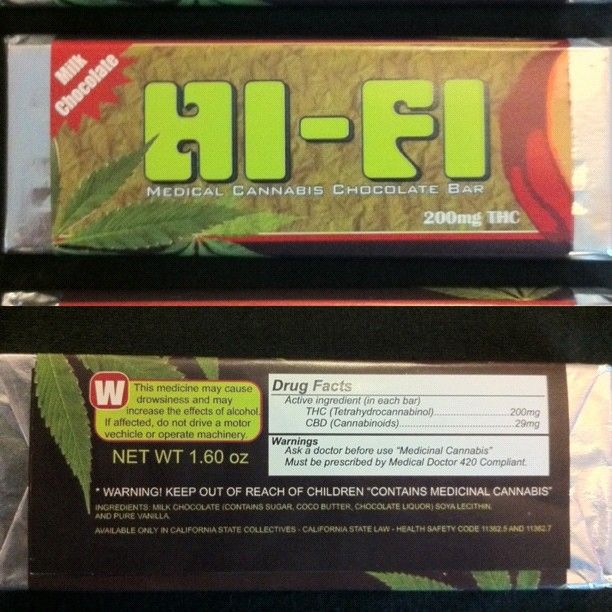 Milk
Chocolate
HI-FI
MEDICAL CANNABIS CHOCOLATE BAR
200mg THC
W
This medicine may cause
drowsiness and may
increase the effects of alcohol.
If affected, do not drive a motor
vechicle or operate machinery.
NET WT 1.60 oz
Drug Facts
Active ingredient (in each bar)
THC (Tetrahydrocannabinol)..........................200mg
CBD (Cannabinoids).......................................29mg
Warnings
Ask a doctor before use "Medicinal Cannabis"
Must be prescribed by Medical Doctor 420 Compliant.
* WARNING! KEEP OUT OF REACH OF CHILDREN "CONTAINS MEDICINAL CANNABIS"
INGREDIENTS: MILK CHOCOLATE (CONTAINS SUGAR, COCO BUTTER, CHOCOLATE LIQUOR) SOYA LECITHIN,
AND PURE VANILLA.
AVAILABLE ONLY IN CALIFORNIA STATE COLLECTIVES - CALIFORNIA STATE LAW - HEALTH SAFETY CODE 11362.5 AND 11362.7